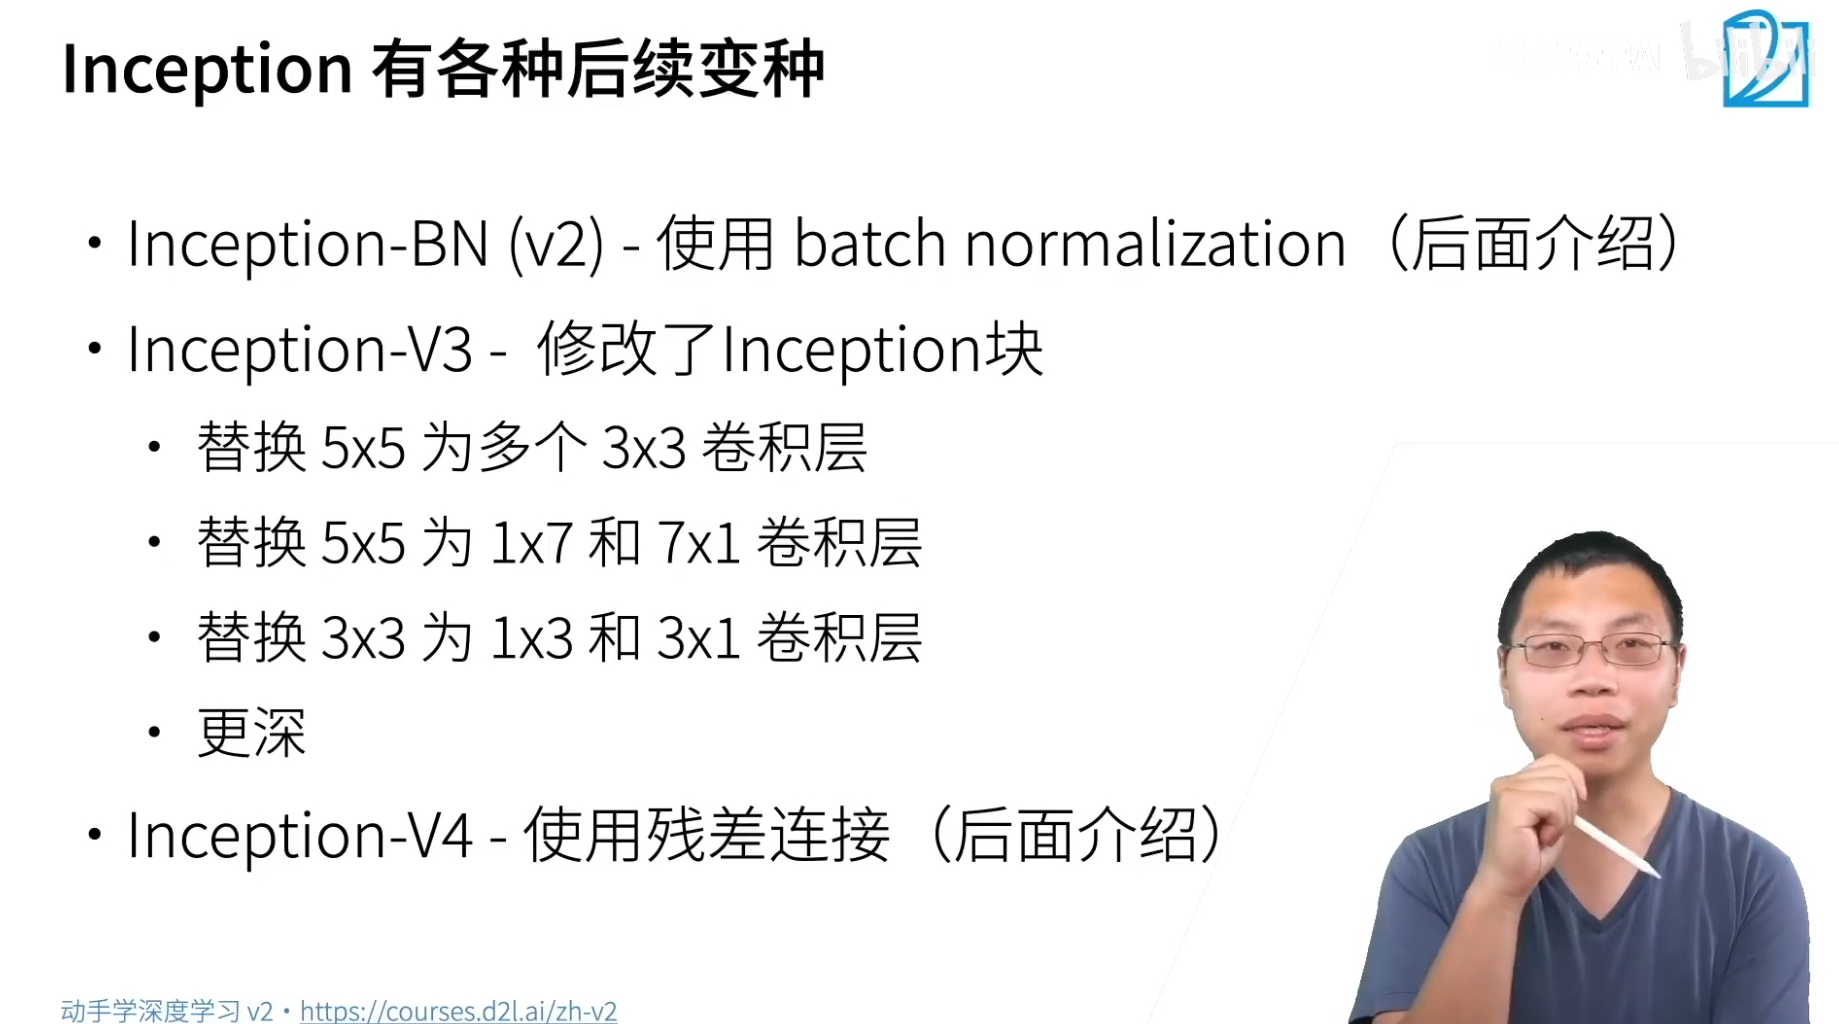 Inception 有各种后续变种
• Inception-BN (v2) - 使用 batch normalization（后面介绍）
• Inception-V3 - 修改了Inception块
• 替换 5x5 为多个 3x3 卷积层
• 替换 5x5 为 1x7 和 7x1 卷积层
• 替换 3x3 为 1x3 和 3x1 卷积层
• 更深
• Inception-V4 - 使用残差连接（后面介绍）
动手学深度学习 v2 • https://courses.d2l.ai/zh-v2